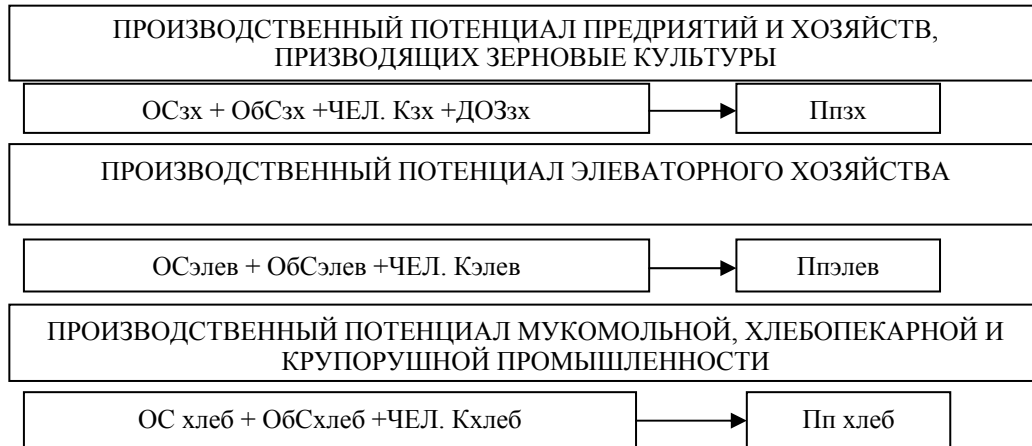 ПРОИЗВОДСТВЕННЫЙ ПОТЕНЦИАЛ ПРЕДРИЯТИЙ И ХОЗЯЙСТВ,
ПРИЗВОДЯЩИХ ЗЕРНОВЫЕ КУЛЬТУРЫ
ОСзх + ОбСзх +ЧЕЛ. Кзх +ДОЗзх
Ппзх
ПРОИЗВОДСТВЕННЫЙ ПОТЕНЦИАЛ ЭЛЕВАТОРНОГО ХОЗЯЙСТВА
ОСэлев + ОбСэлев +ЧЕЛ. Кэлев
Ппэлев
ПРОИЗВОДСТВЕННЫЙ ПОТЕНЦИАЛ МУКОМОЛЬНОЙ, ХЛЕБОПЕКАРНОЙ И
КРУПОРУШНОЙ ПРОМЫШЛЕННОСТИ
ОС хлеб + ОбСхлеб +ЧЕЛ. Кхлеб
Пп хлеб